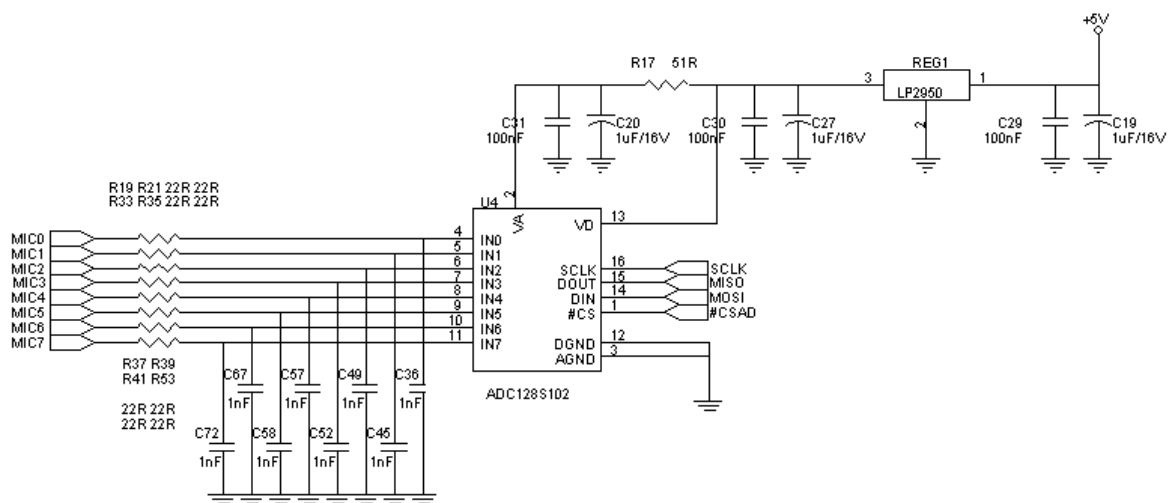 +5V
R17 51R
REG1
3
1
LP2950
2
C31
100nF
C20
1uF/16V
C30
100nF
C27
1uF/16V
C29
100nF
C19
1uF/16V
R19 R21 22R 22R
R33 R35 22R 22R
U4
2
VA
VD
13
MIC0
4
IN0
MIC1
5
IN1
MIC2
6
IN2
MIC3
7
IN3
MIC4
8
IN4
MIC5
9
IN5
MIC6
10
IN6
MIC7
11
IN7
SCLK
16
SCLK
DOUT
15
MISO
DIN
14
MOSI
#CS
1
#CSAD
DGND
12
AGND
3
ADC128S102
R37 R39
R41 R53
22R 22R
22R 22R
C67
1nF
C57
1nF
C49
1nF
C36
1nF
C72
1nF
C58
1nF
C52
1nF
C45
1nF